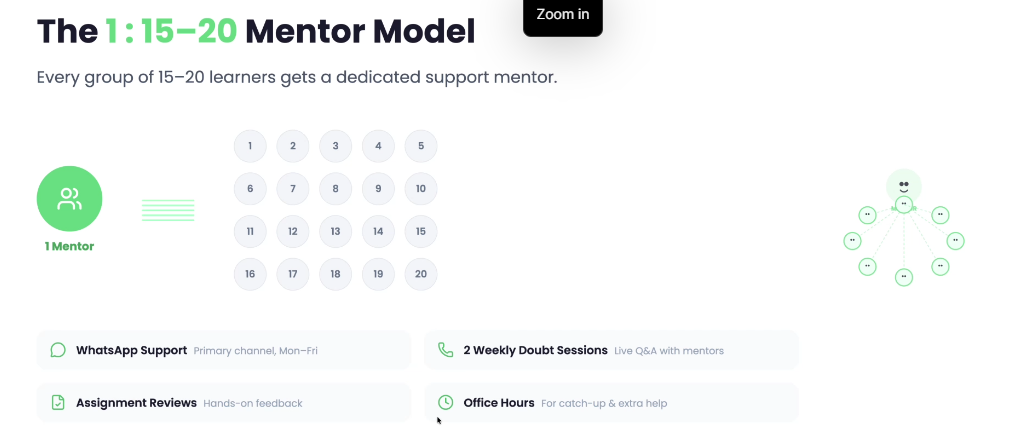 The 1 : 15–20 Mentor Model
Zoom in
Every group of 15–20 learners gets a dedicated support mentor.
1 2 3 4 5
6 7 8 9 10
11 12 13 14 15
16 17 18 19 20
1 Mentor
WhatsApp Support Primary channel, Mon–Fri
2 Weekly Doubt Sessions Live Q&A with mentors
Assignment Reviews Hands-on feedback
Office Hours For catch-up & extra help